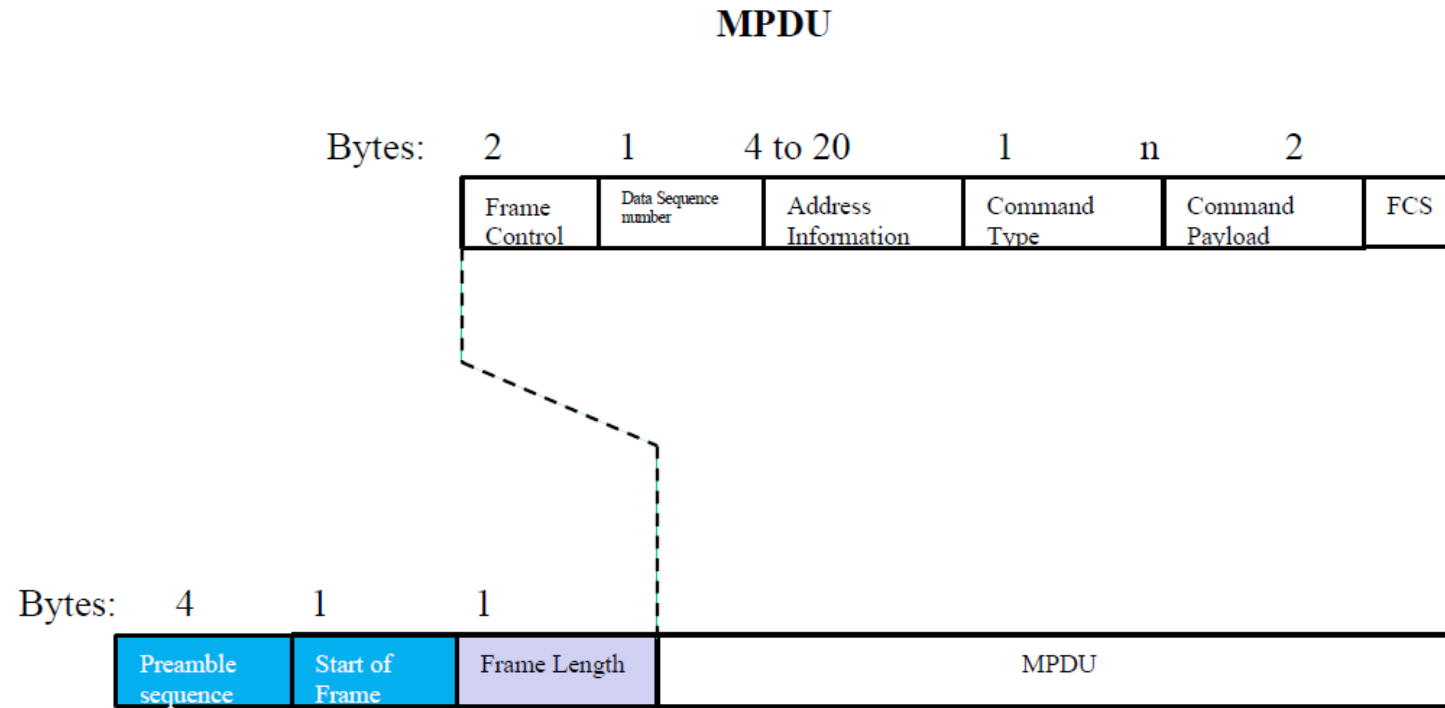 MPDU
Bytes: 2 1 4 to 20 1 n 2
Frame Control
Data Sequence number
Address Information
Command Type
Command Payload
FCS
Bytes: 4 1 1
Preamble sequence
Start of Frame
Frame Length
MPDU